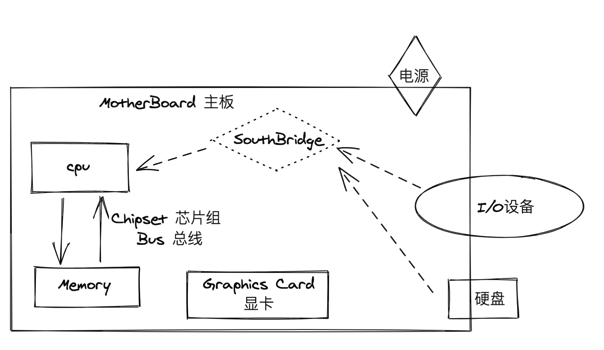 电源
MotherBoard 主板
SouthBridge
cpu
I/O设备
Chipset 芯片组
Bus 总线
Memory
Graphics Card
显卡
硬盘